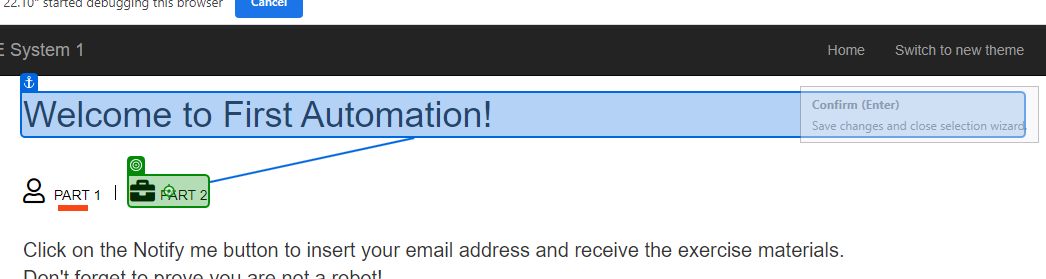 22.10" started debugging this browser Cancel
E System 1 Home Switch to new theme
Welcome to First Automation!
Confirm (Enter)
Save changes and close selection wizard.
PART 1 | PART 2
Click on the Notify me button to insert your email address and receive the exercise materials.
Don't forget to prove you are not a robot!